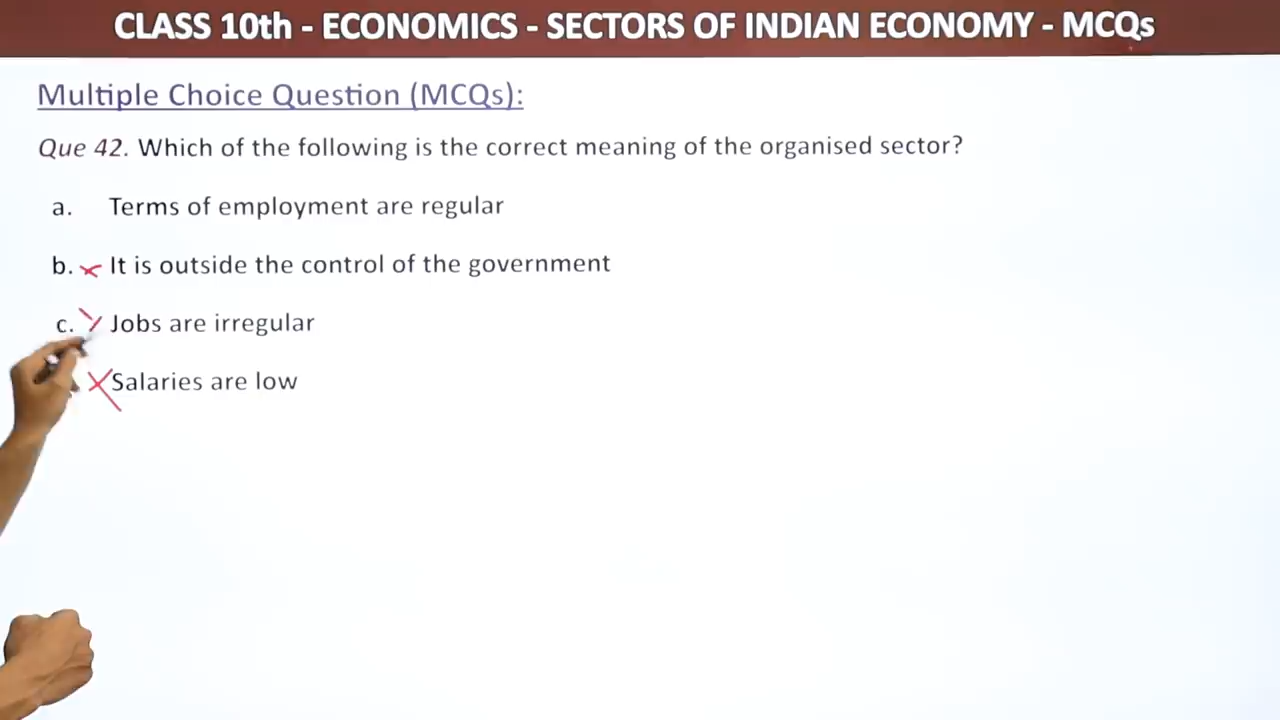 CLASS 10th - ECONOMICS - SECTORS OF INDIAN ECONOMY - MCQs
Multiple Choice Question (MCQs):
Que 42. Which of the following is the correct meaning of the organised sector?
a. Terms of employment are regular
b. It is outside the control of the government
c. Jobs are irregular
Salaries are low